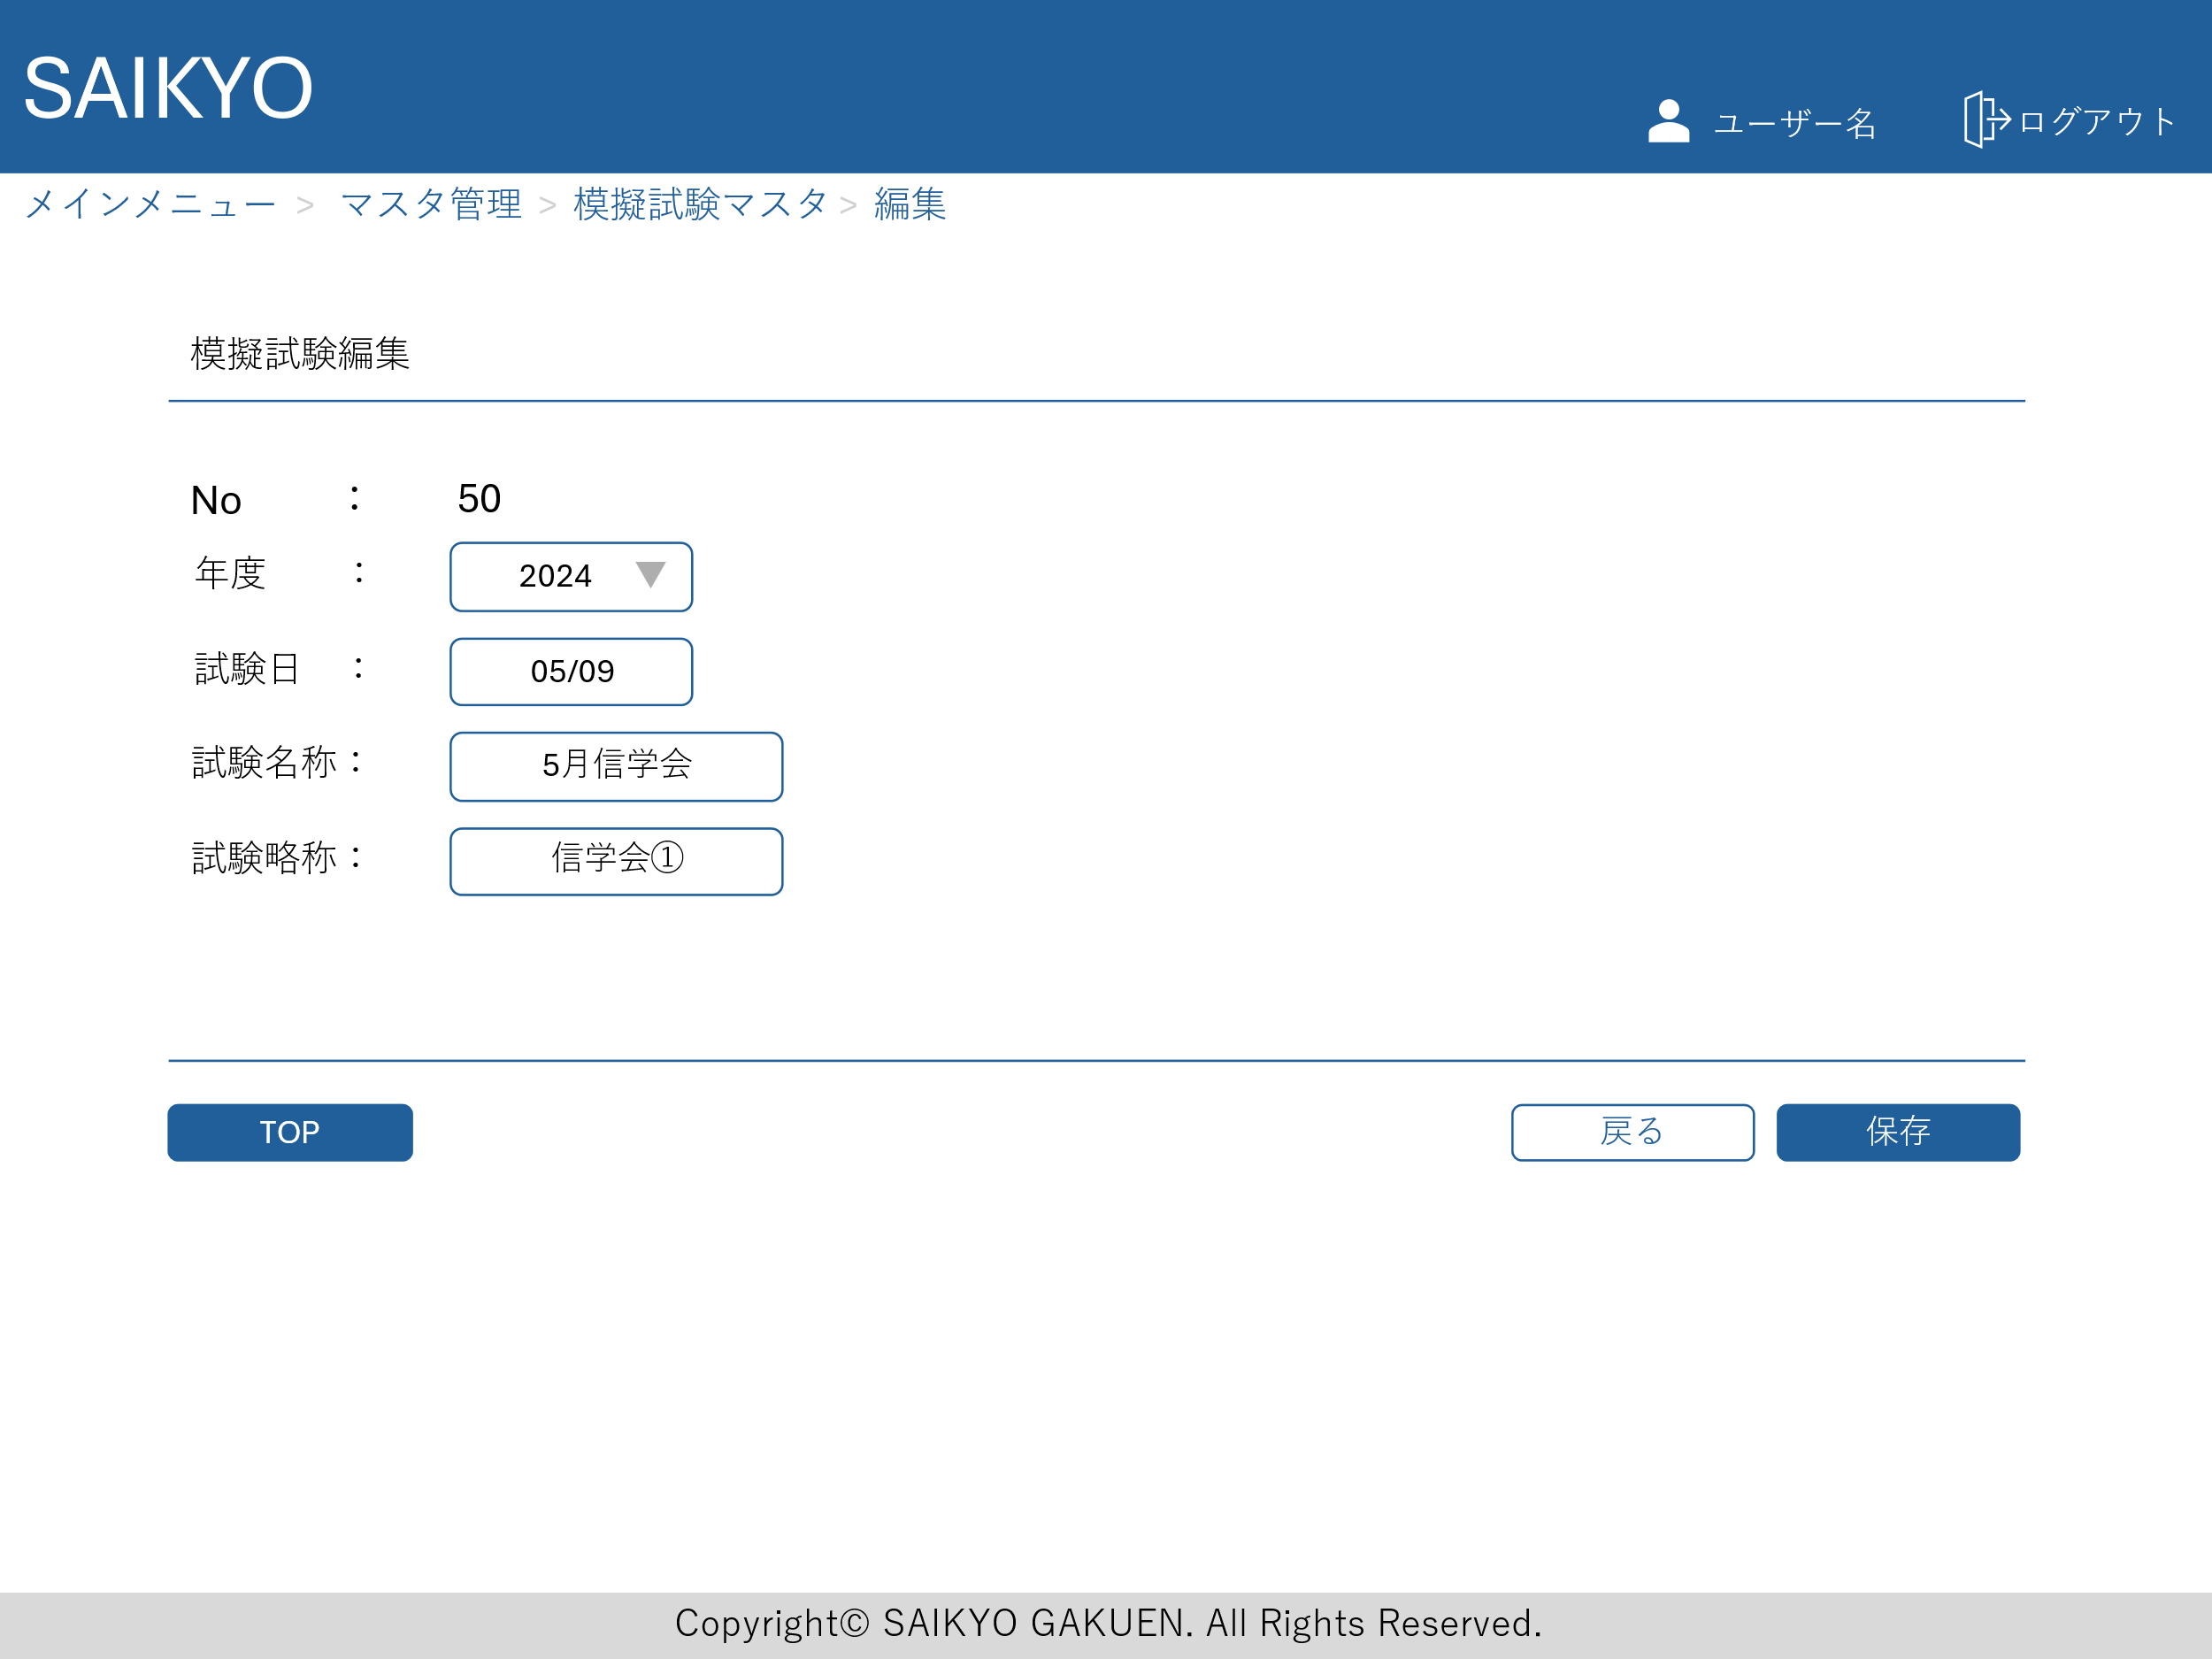 SAIKYO
ユーザー名 ログアウト
メインメニュー > マスタ管理 > 模擬試験マスタ > 編集
模擬試験編集
No : 50
年度 : 2024 ▼
試験日 : 05/09
試験名称 : 5月信学会
試験略称 : 信学会①
TOP 戻る 保存
Copyright© SAIKYO GAKUEN. All Rights Reserved.